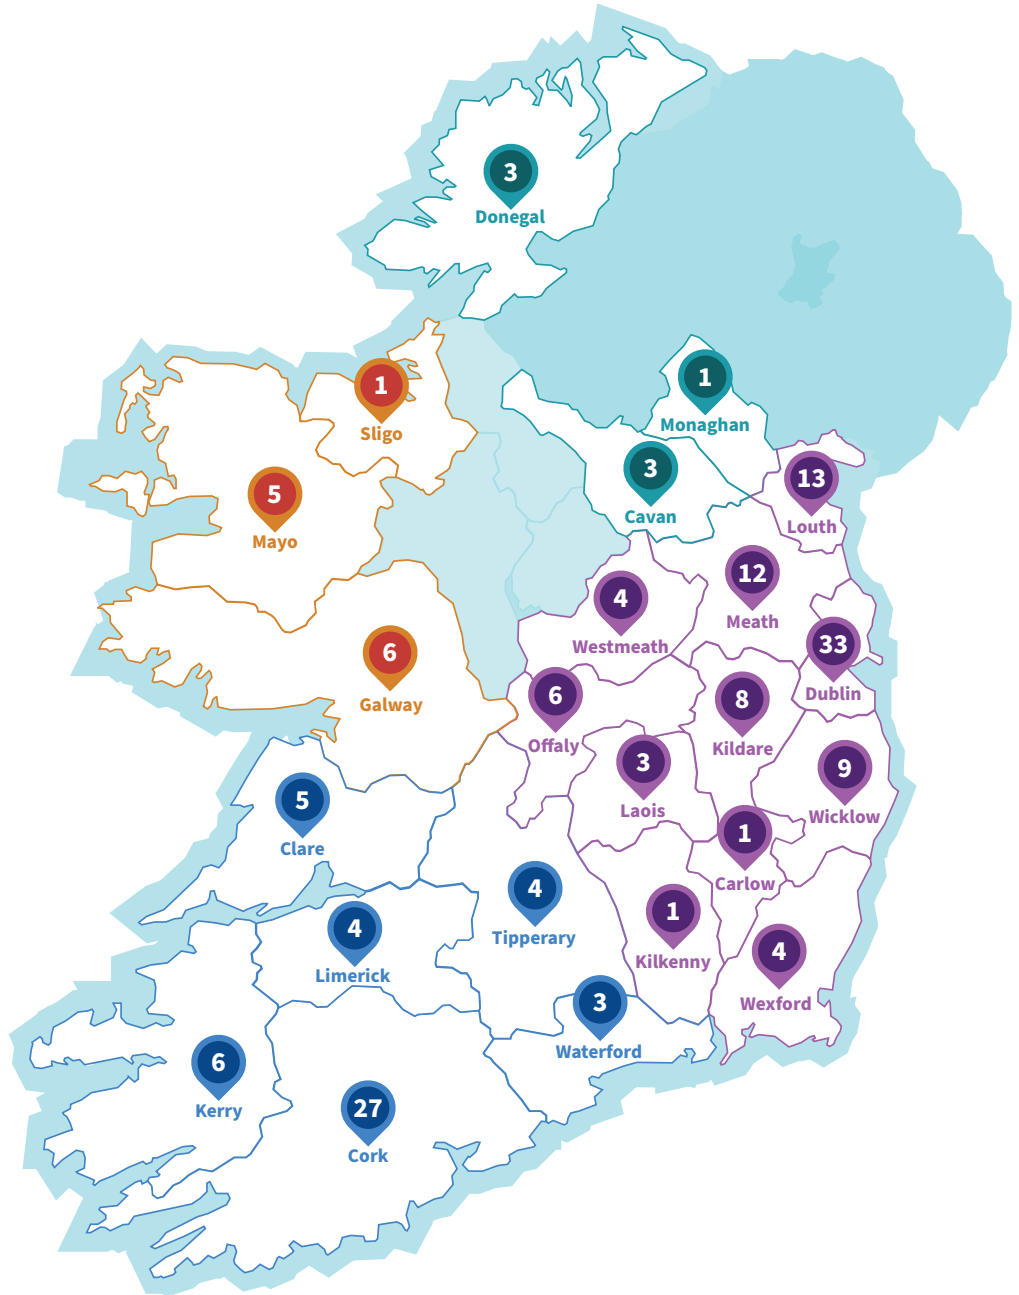 3
Donegal
1
Monaghan
1
Sligo
3
Cavan
13
Louth
5
Mayo
12
Meath
4
Westmeath
33
Dublin
6
Galway
6
Offaly
8
Kildare
3
Laois
9
Wicklow
5
Clare
1
Carlow
4
Tipperary
1
Kilkenny
4
Limerick
4
Wexford
3
Waterford
6
Kerry
27
Cork